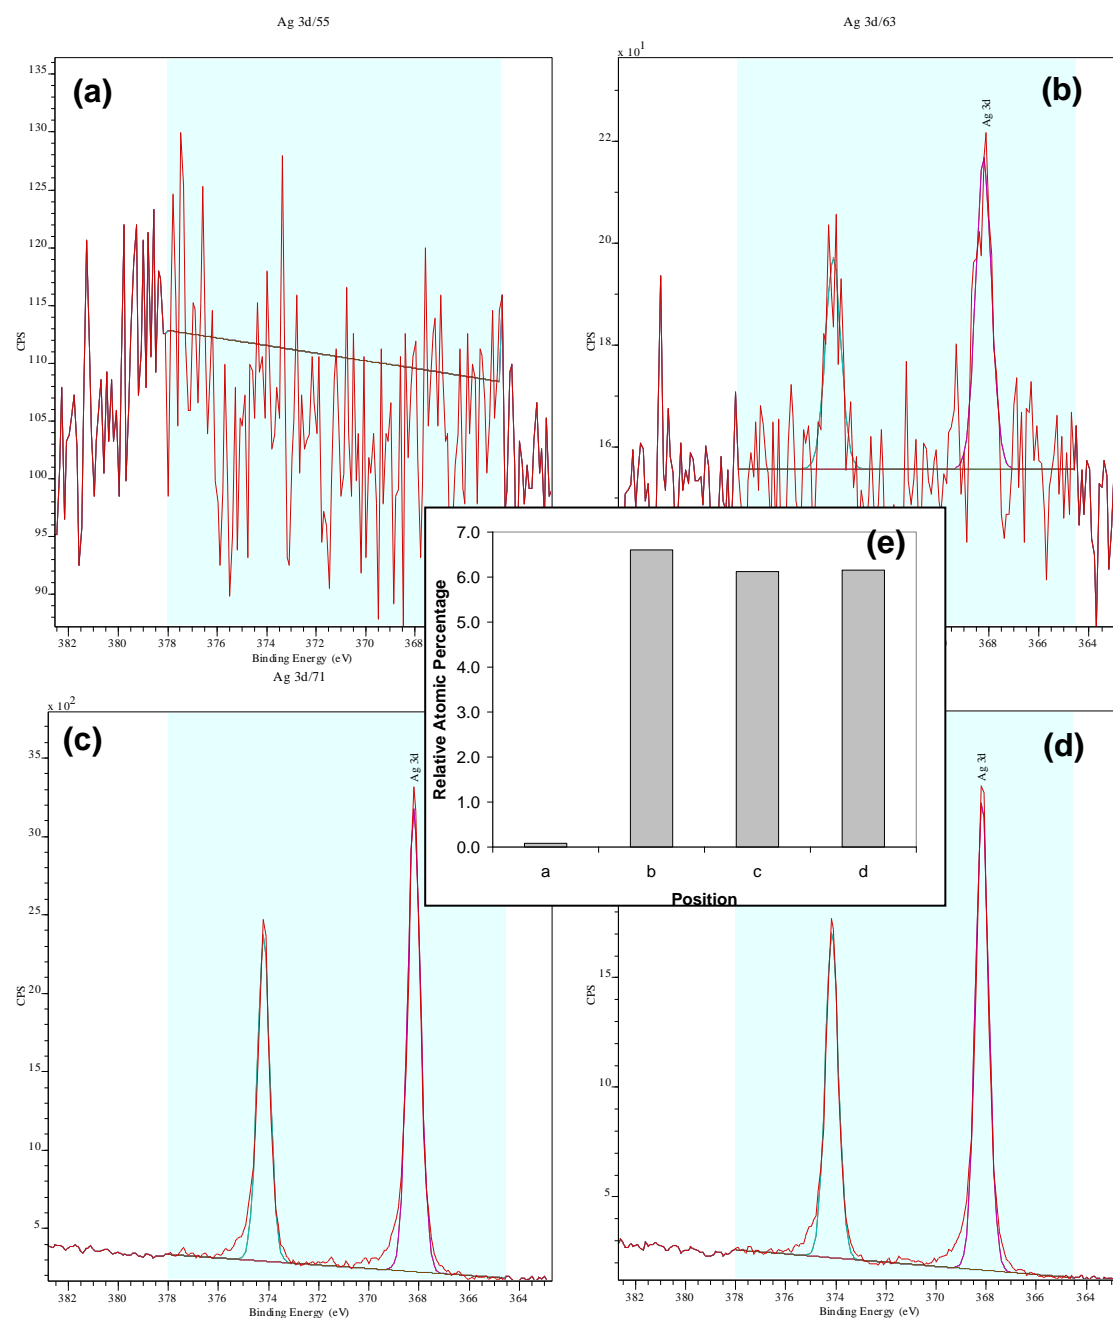 Ag 3d/55
(a)
135
130
125
120
115
110
105
100
95
90
CPS
382 380 378 376 374 372 370 368
Binding Energy (eV)
Ag 3d/63
x 10^1
(b)
Ag 3d
22
20
18
16
CPS
368 366 364
(e)
7.0
6.0
5.0
4.0
3.0
2.0
1.0
0.0
Relative Atomic Percentage
a b c d
Position
Ag 3d/71
x 10^2
(c)
Ag 3d
35
30
25
20
15
10
5
CPS
382 380 378 376 374 372 370 368 366 364
Binding Energy (eV)
(d)
Ag 3d
15
10
5
CPS
382 380 378 376 374 372 370 368 366 364
Binding Energy (eV)